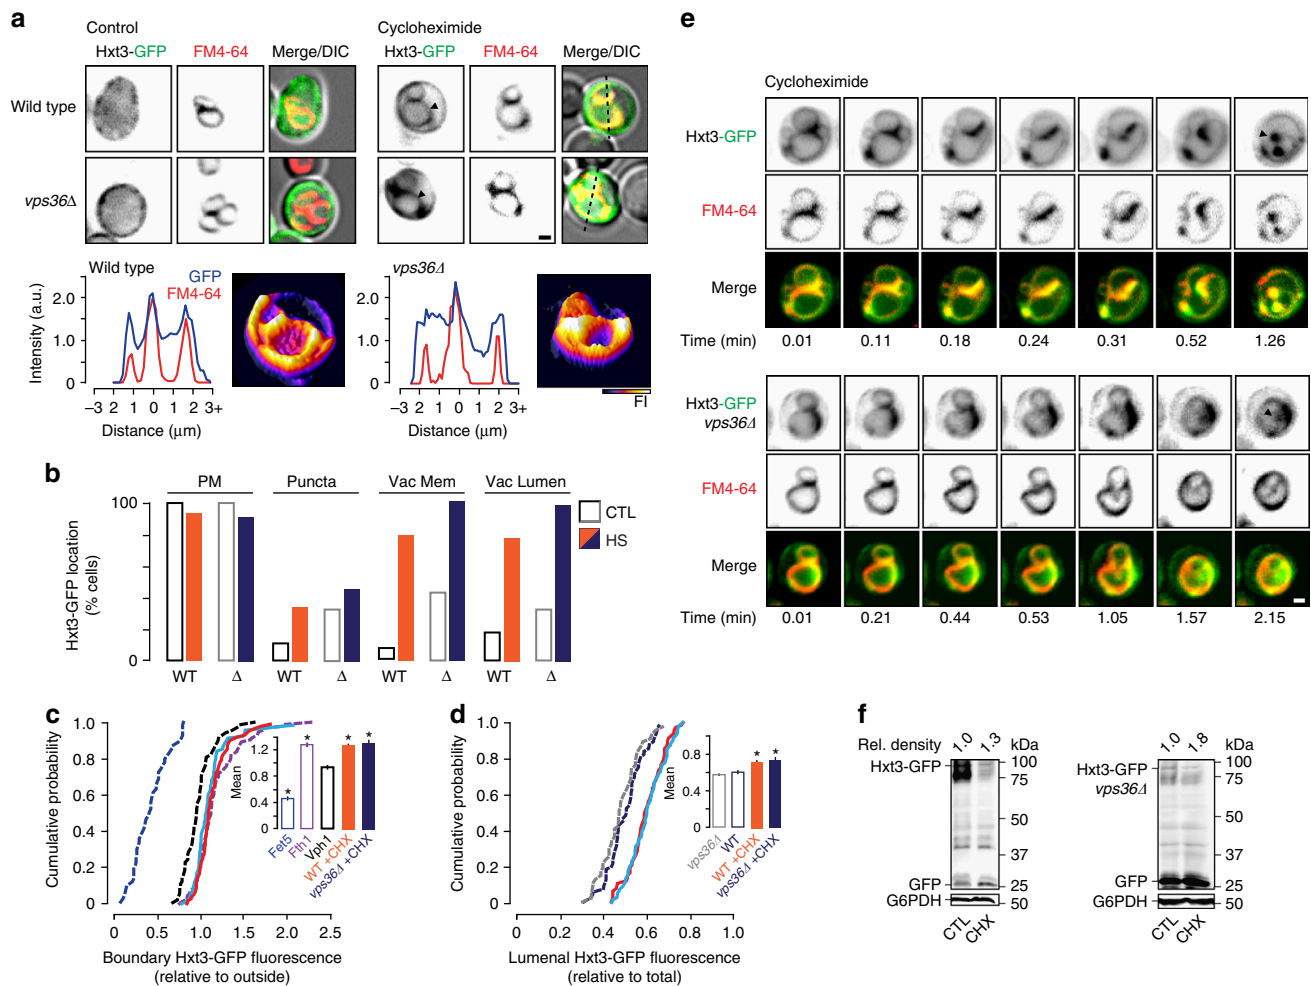 a
Control
Cycloheximide
Hxt3-GFP FM4-64 Merge/DIC
Hxt3-GFP FM4-64 Merge/DIC
Wild type
vps36Δ
Wild type
GFP
FM4-64
Intensity (a.u.)
2.0
1.0
0
−3 2 1 0 1 2 3+
Distance (μm)
vps36Δ
2.0
1.0
0
−3 2 1 0 1 2 3+
Distance (μm)
FI
b
PM Puncta Vac Mem Vac Lumen
Hxt3-GFP location
(% cells)
100
0
WT Δ WT Δ WT Δ WT Δ
CTL
HS
c
Cumulative probability
1.0
0.8
0.6
0.4
0.2
0
0 0.5 1.0 1.5 2.0 2.5
Boundary Hxt3-GFP fluorescence
(relative to outside)
Mean
1.2
0.8
0.4
0
* * * *
Fet5
Fth1
Vph1
WT +CHX
vps36Δ +CHX
d
Cumulative probability
1.0
0.8
0.6
0.4
0.2
0
0 0.2 0.4 0.6 0.8 1.0
Lumenal Hxt3-GFP fluorescence
(relative to total)
Mean
0.9
0.6
0.3
0
* *
vps36Δ
WT
WT +CHX
vps36Δ +CHX
e
Cycloheximide
Hxt3-GFP
FM4-64
Merge
Time (min) 0.01 0.11 0.18 0.24 0.31 0.52 1.26
Hxt3-GFP
vps36Δ
FM4-64
Merge
Time (min) 0.01 0.21 0.44 0.53 1.05 1.57 2.15
f
Rel. density 1.0 1.3 kDa
Hxt3-GFP
100
75
50
37
GFP
25
G6PDH
50
CTL
CHX
1.0 1.8 kDa
Hxt3-GFP
vps36Δ
100
75
50
37
GFP
25
G6PDH
50
CTL
CHX